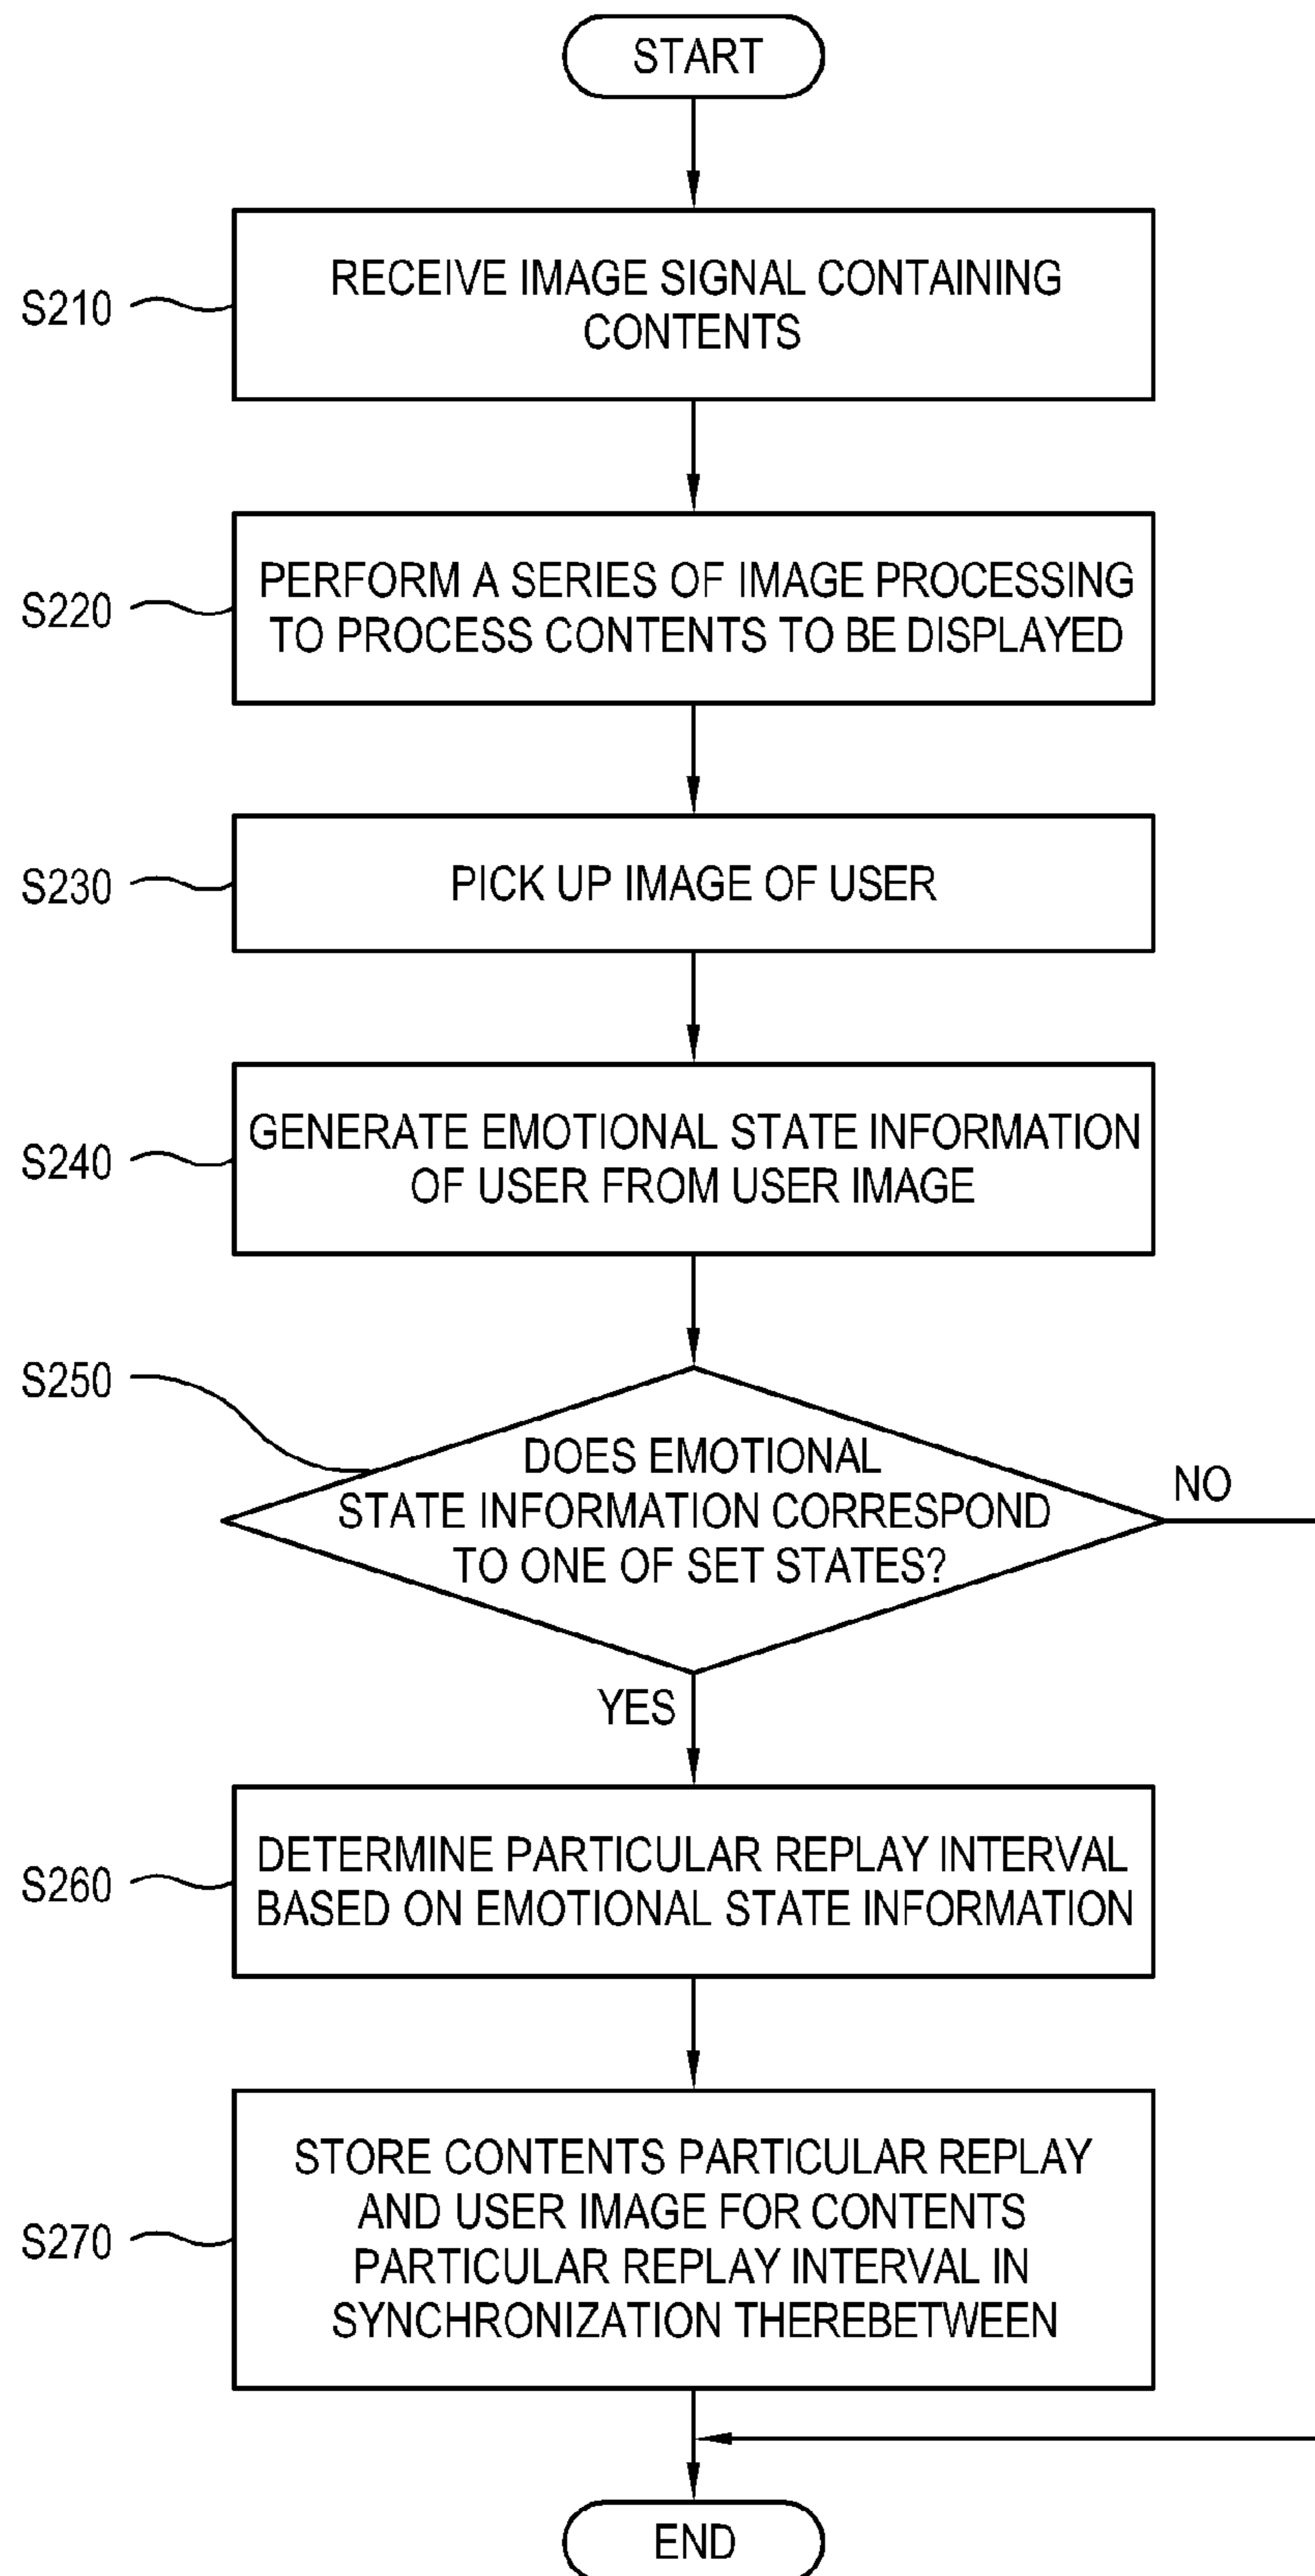 START
S210
RECEIVE IMAGE SIGNAL CONTAINING
CONTENTS
S220
PERFORM A SERIES OF IMAGE PROCESSING
TO PROCESS CONTENTS TO BE DISPLAYED
S230
PICK UP IMAGE OF USER
S240
GENERATE EMOTIONAL STATE INFORMATION
OF USER FROM USER IMAGE
S250
DOES EMOTIONAL
STATE INFORMATION CORRESPOND
TO ONE OF SET STATES?
NO
YES
S260
DETERMINE PARTICULAR REPLAY INTERVAL
BASED ON EMOTIONAL STATE INFORMATION
S270
STORE CONTENTS PARTICULAR REPLAY
AND USER IMAGE FOR CONTENTS
PARTICULAR REPLAY INTERVAL IN
SYNCHRONIZATION THEREBETWEEN
END